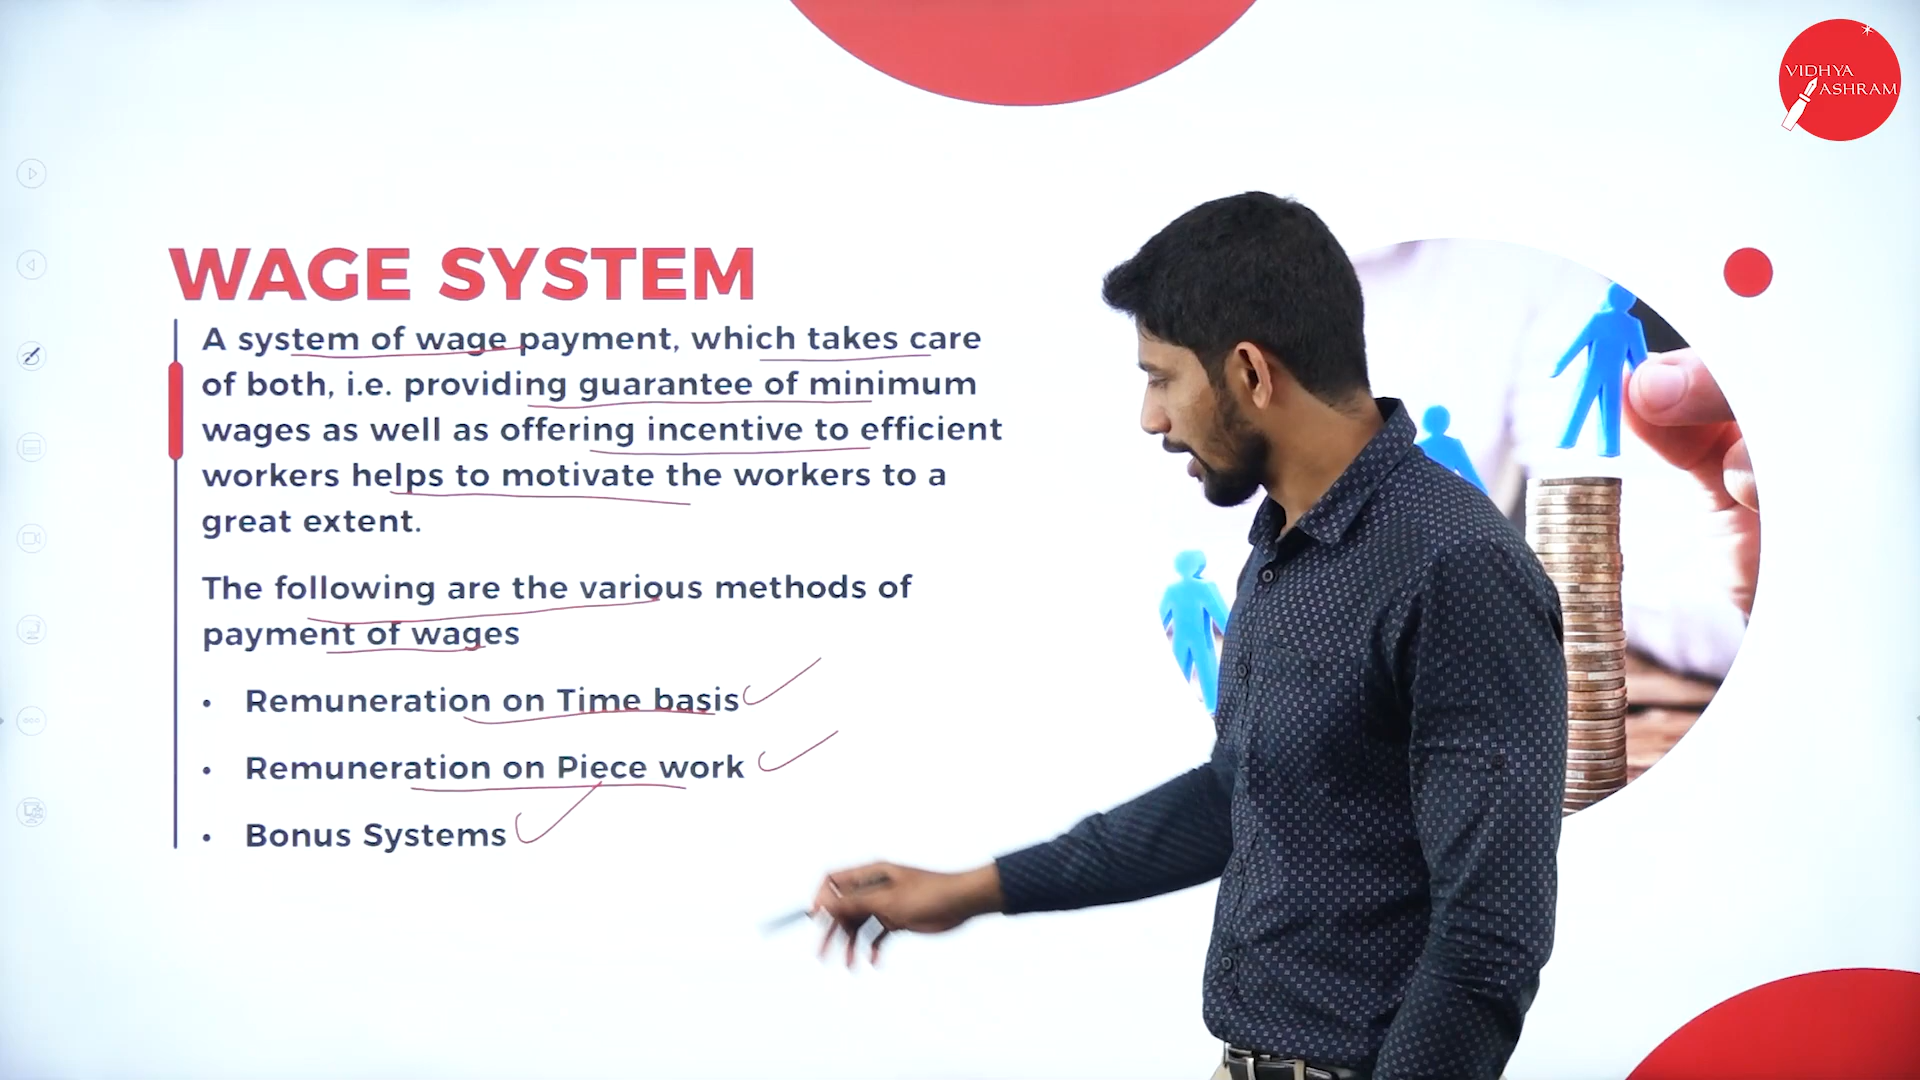 VIDHYA
ASHRAM
WAGE SYSTEM
A system of wage payment, which takes care
of both, i.e. providing guarantee of minimum
wages as well as offering incentive to efficient
workers helps to motivate the workers to a
great extent.
The following are the various methods of
payment of wages
• Remuneration on Time basis
• Remuneration on Piece work
• Bonus Systems